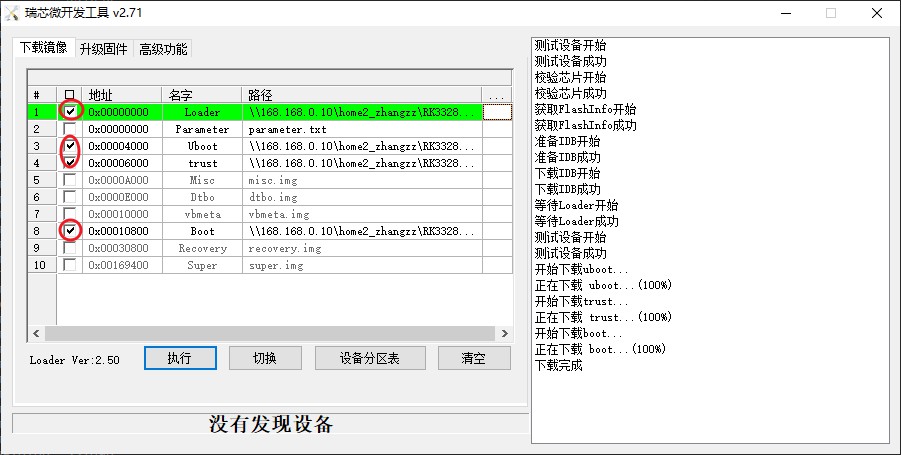 瑞芯微开发工具 v2.71
下载镜像 升级固件 高级功能
# 地址 名字 路径 ...
1 0x00000000 Loader \\168.168.0.10\home2_zhangzz\RK3328...
2 0x00000000 Parameter parameter.txt
3 0x00004000 Uboot \\168.168.0.10\home2_zhangzz\RK3328...
4 0x00006000 trust \\168.168.0.10\home2_zhangzz\RK3328...
5 0x0000A000 Misc misc.img
6 0x0000E000 Dtbo dtbo.img
7 0x00010000 vbmeta vbmeta.img
8 0x00010800 Boot \\168.168.0.10\home2_zhangzz\RK3328...
9 0x00030800 Recovery recovery.img
10 0x00169400 Super super.img
Loader Ver:2.50 执行 切换 设备分区表 清空
没有发现设备
测试设备开始
测试设备成功
校验芯片开始
校验芯片成功
获取FlashInfo开始
获取FlashInfo成功
准备IDB开始
准备IDB成功
下载IDB开始
下载IDB成功
等待Loader开始
等待Loader成功
测试设备开始
测试设备成功
开始下载uboot...
正在下载 uboot...(100%)
开始下载trust...
正在下载 trust...(100%)
开始下载boot...
正在下载 boot...(100%)
下载完成